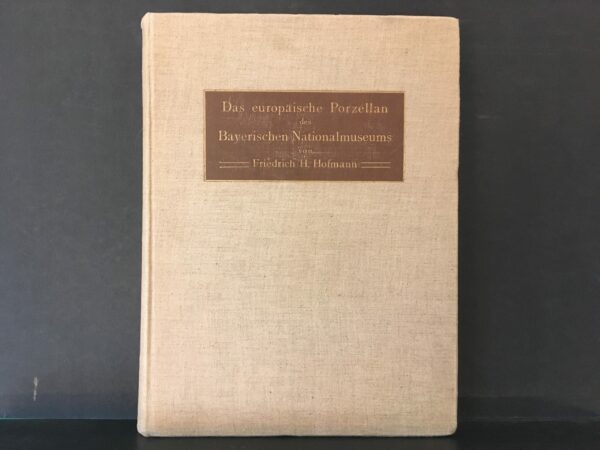 Das europäische Porzellan
des
Bayerischen Nationalmuseums
von
Friedrich H. Hofmann